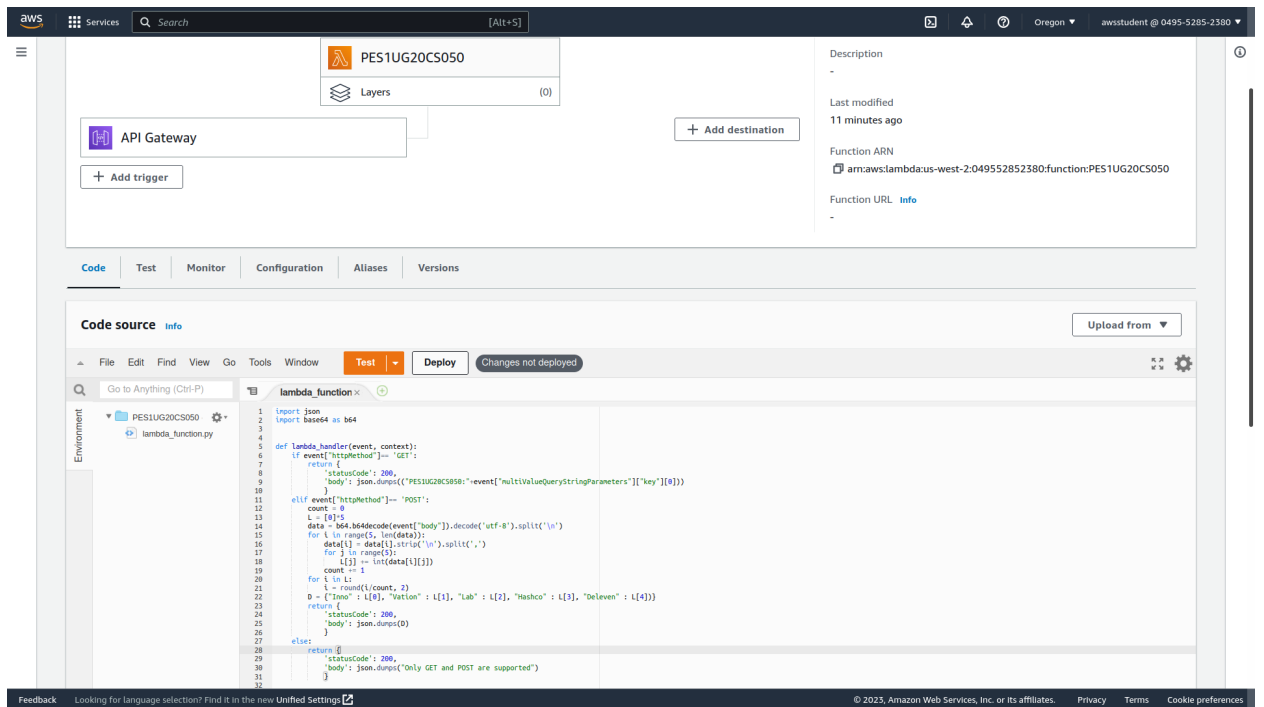 aws Services Search [Alt+S] Oregon ▼ awsstudent @ 0495-5285-2380 ▼
PES1UG20CS050
Layers (0)
API Gateway
+ Add trigger
+ Add destination
Description
-
Last modified
11 minutes ago
Function ARN
arn:aws:lambda:us-west-2:049552852380:function:PES1UG20CS050
Function URL Info
-
Code Test Monitor Configuration Aliases Versions
Code source Info Upload from ▼
File Edit Find View Go Tools Window Test Deploy Changes not deployed
Go to Anything (Ctrl-P) lambda_function ×
Environment
PES1UG20CS050
lambda_function.py
1 import json
2 import base64 as b64
3
4
5 def lambda_handler(event, context):
6 if event["httpMethod"]== 'GET':
7 return {
8 'statusCode': 200,
9 'body': json.dumps(("PES1UG20CS050:"+event["multiValueQueryStringParameters"]["key"][0]))
10 }
11 elif event["httpMethod"]== 'POST':
12 count = 0
13 L = [0]*5
14 data = b64.b64decode(event["body"]).decode('utf-8').split('\n')
15 for i in range(5, len(data)):
16 data[i] = data[i].strip('\n').split(',')
17 for j in range(5):
18 L[j] += int(data[i][j])
19 count += 1
20 for i in L:
21 i = round(i/count, 2)
22 D = {"Inno" : L[0], "Vation" : L[1], "Lab" : L[2], "Hashco" : L[3], "Deleven" : L[4])}
23 return {
24 'statusCode': 200,
25 'body': json.dumps(D)
26 }
27 else:
28 return {
29 'statusCode': 200,
30 'body': json.dumps("Only GET and POST are supported")
31 }
32
Feedback Looking for language selection? Find it in the new Unified Settings © 2023, Amazon Web Services, Inc. or its affiliates. Privacy Terms Cookie preferences